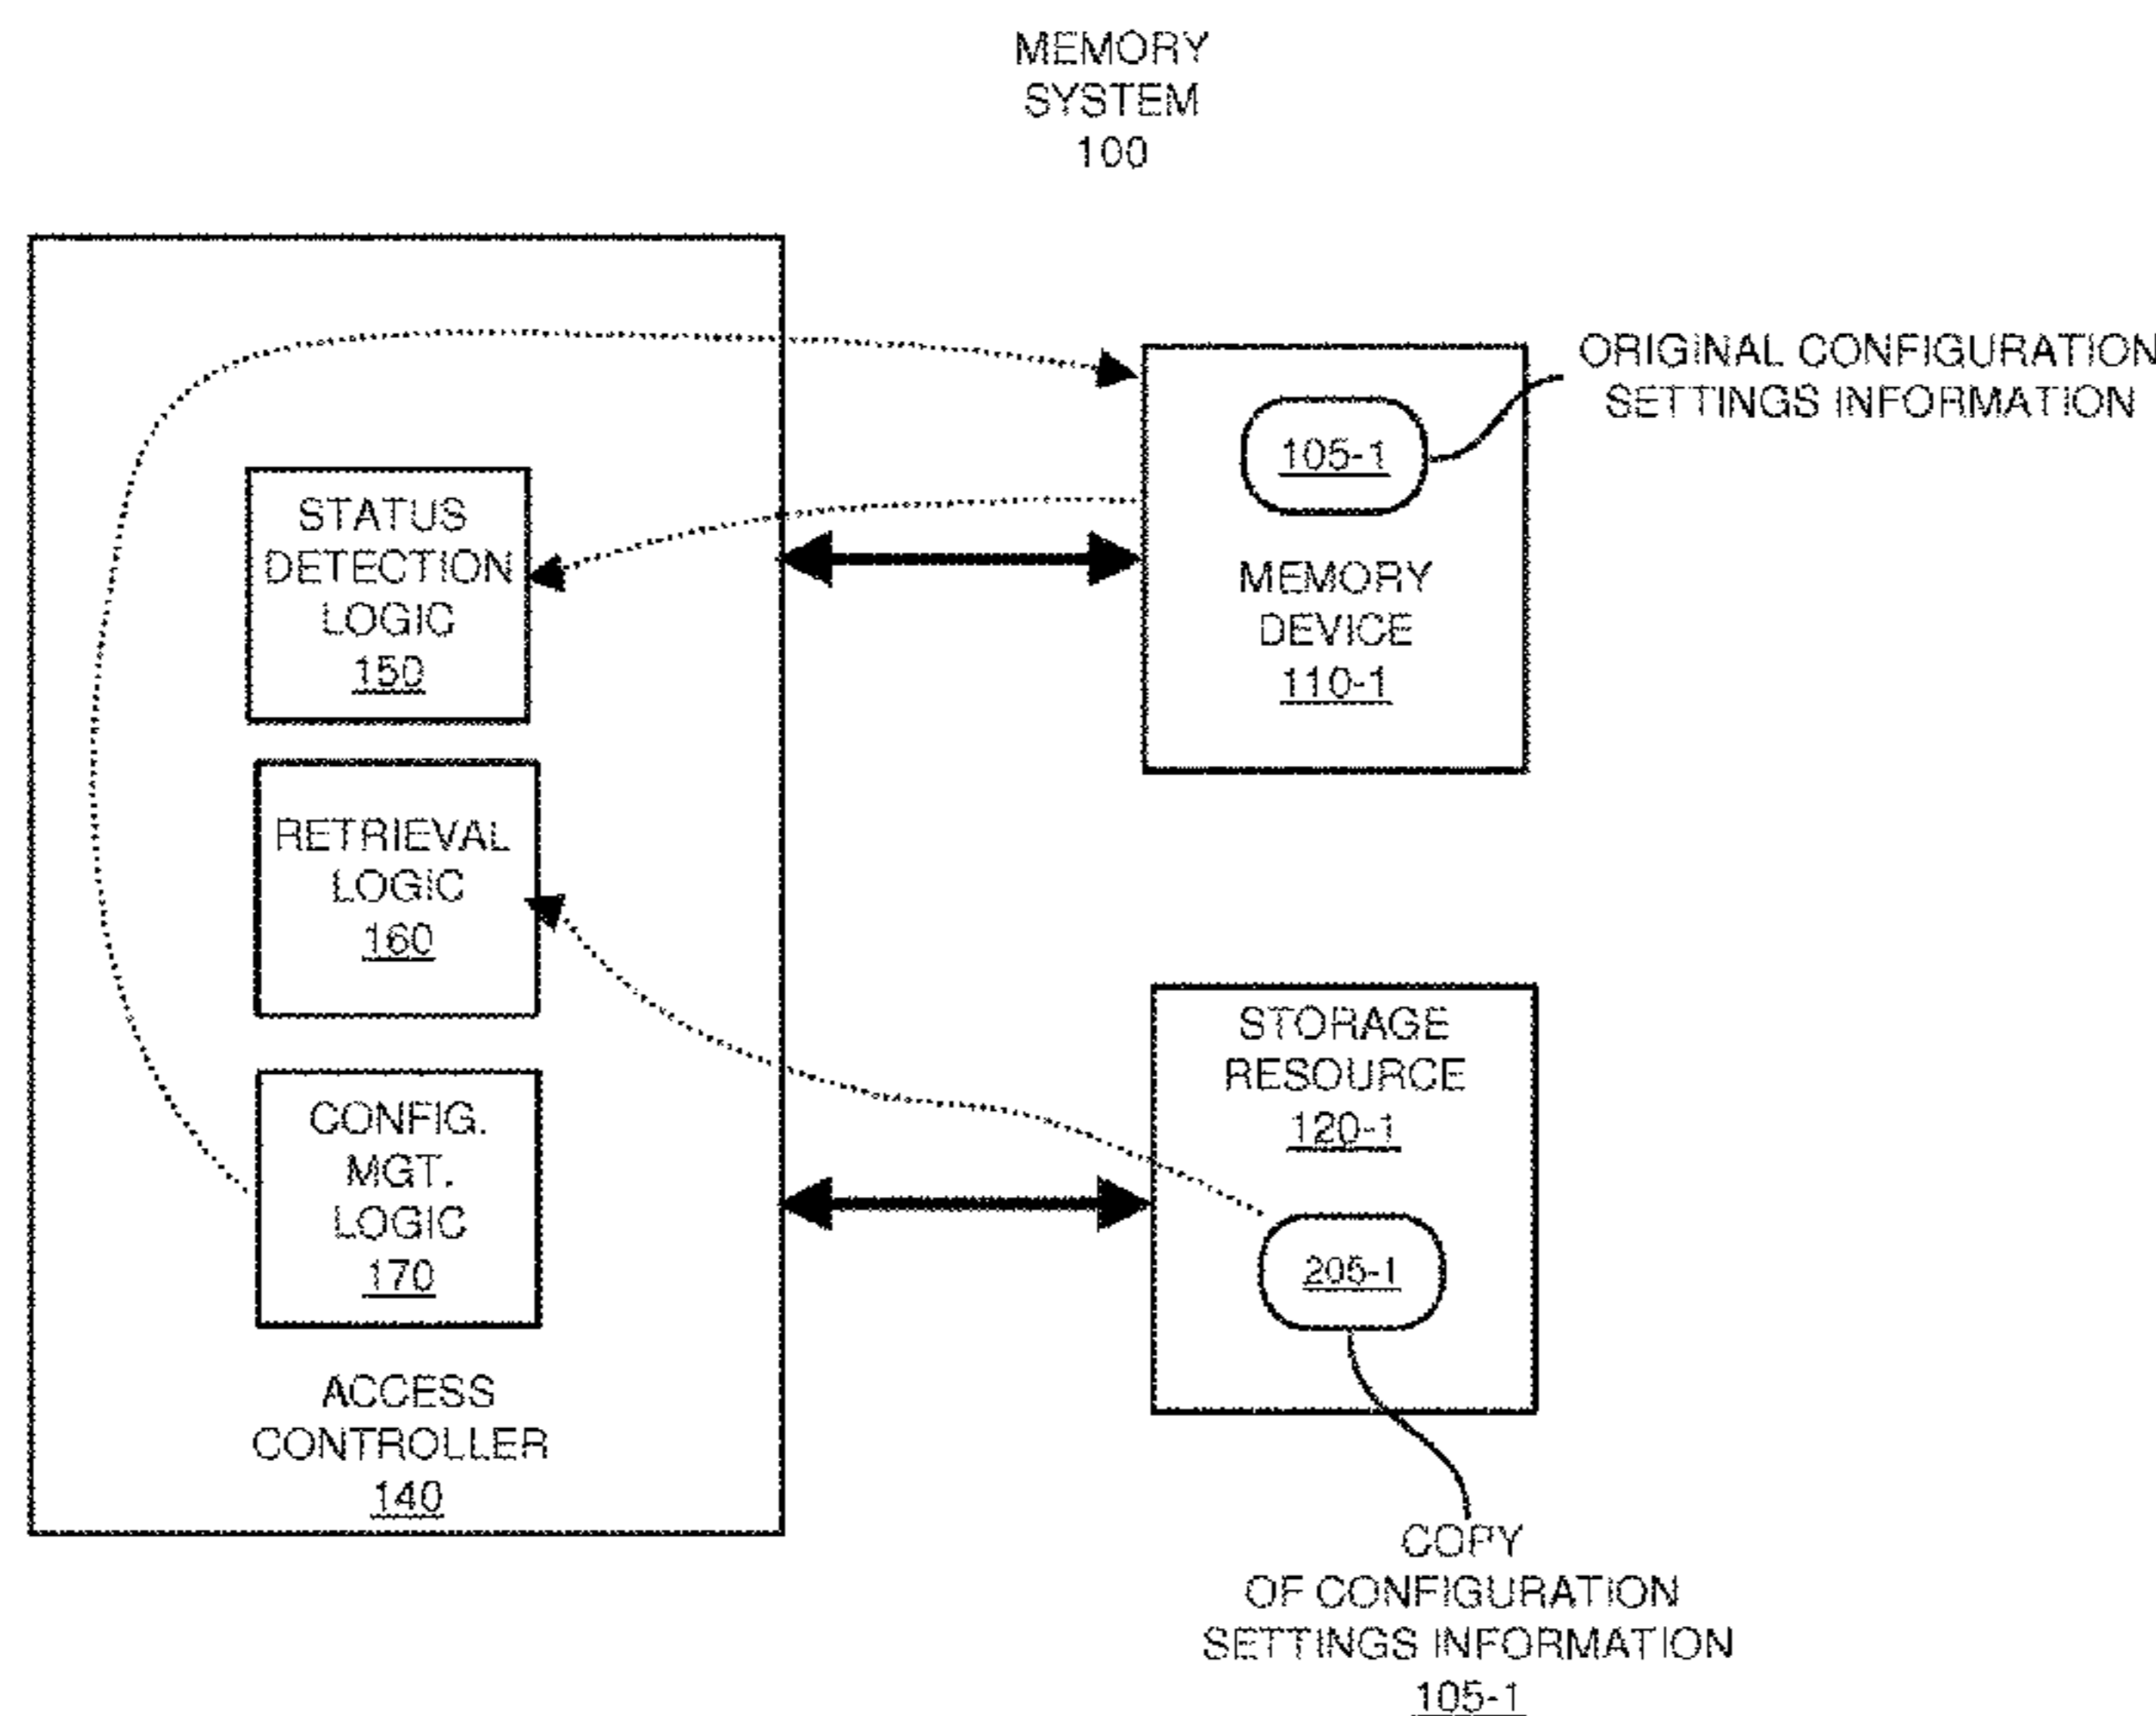 MEMORY
SYSTEM
100
ORIGINAL CONFIGURATION
SETTINGS INFORMATION
105-1
MEMORY
DEVICE
110-1
STATUS
DETECTION
LOGIC
150
RETRIEVAL
LOGIC
160
CONFIG.
MGT.
LOGIC
170
ACCESS
CONTROLLER
140
STORAGE
RESOURCE
120-1
205-1
COPY
OF CONFIGURATION
SETTINGS INFORMATION
105-1